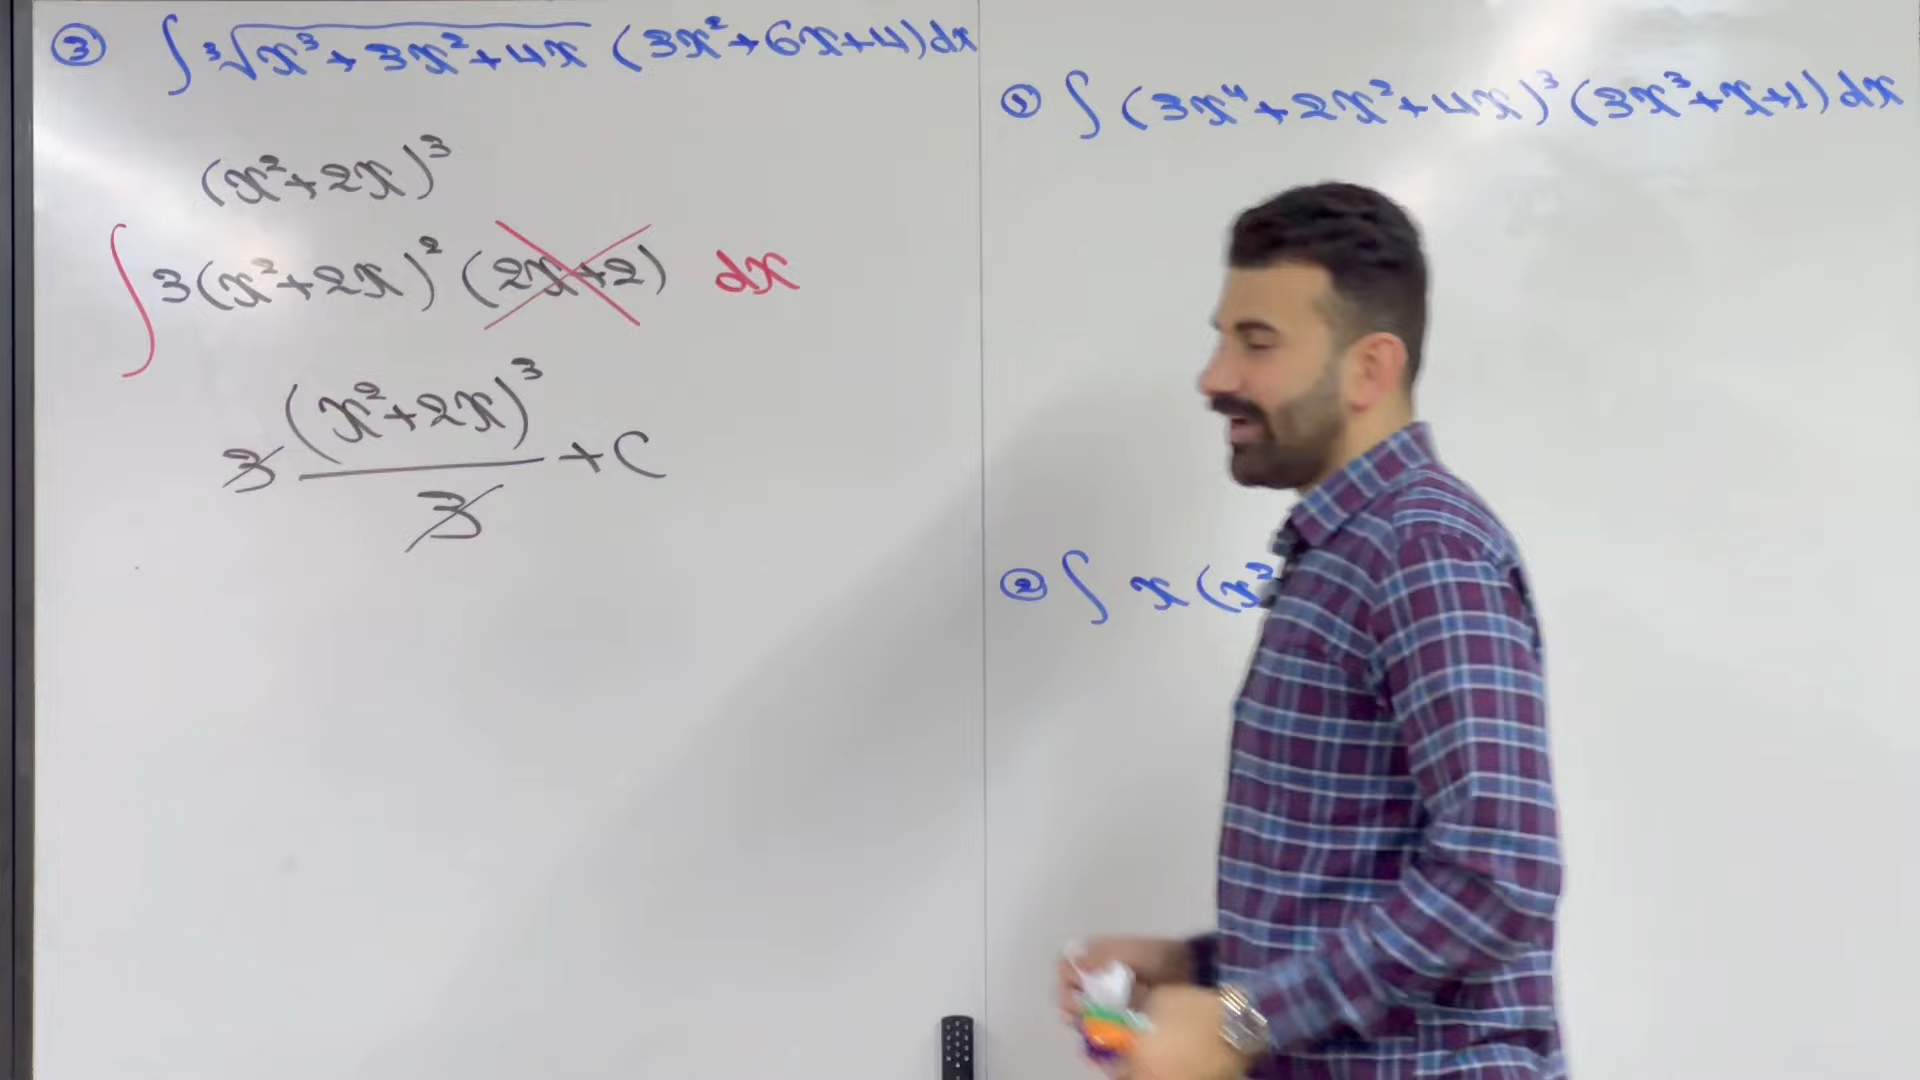 ③ ∫ ∛(x³+3x²+4x) (3x²+6x+4)dx
(x²+2x)³
∫ 3(x²+2x)² (2x+2) dx
3 (x²+2x)³ / 3 + C
① ∫ (3x⁴+2x²+4x)³ (3x³+x+1) dx
② ∫ x (x²